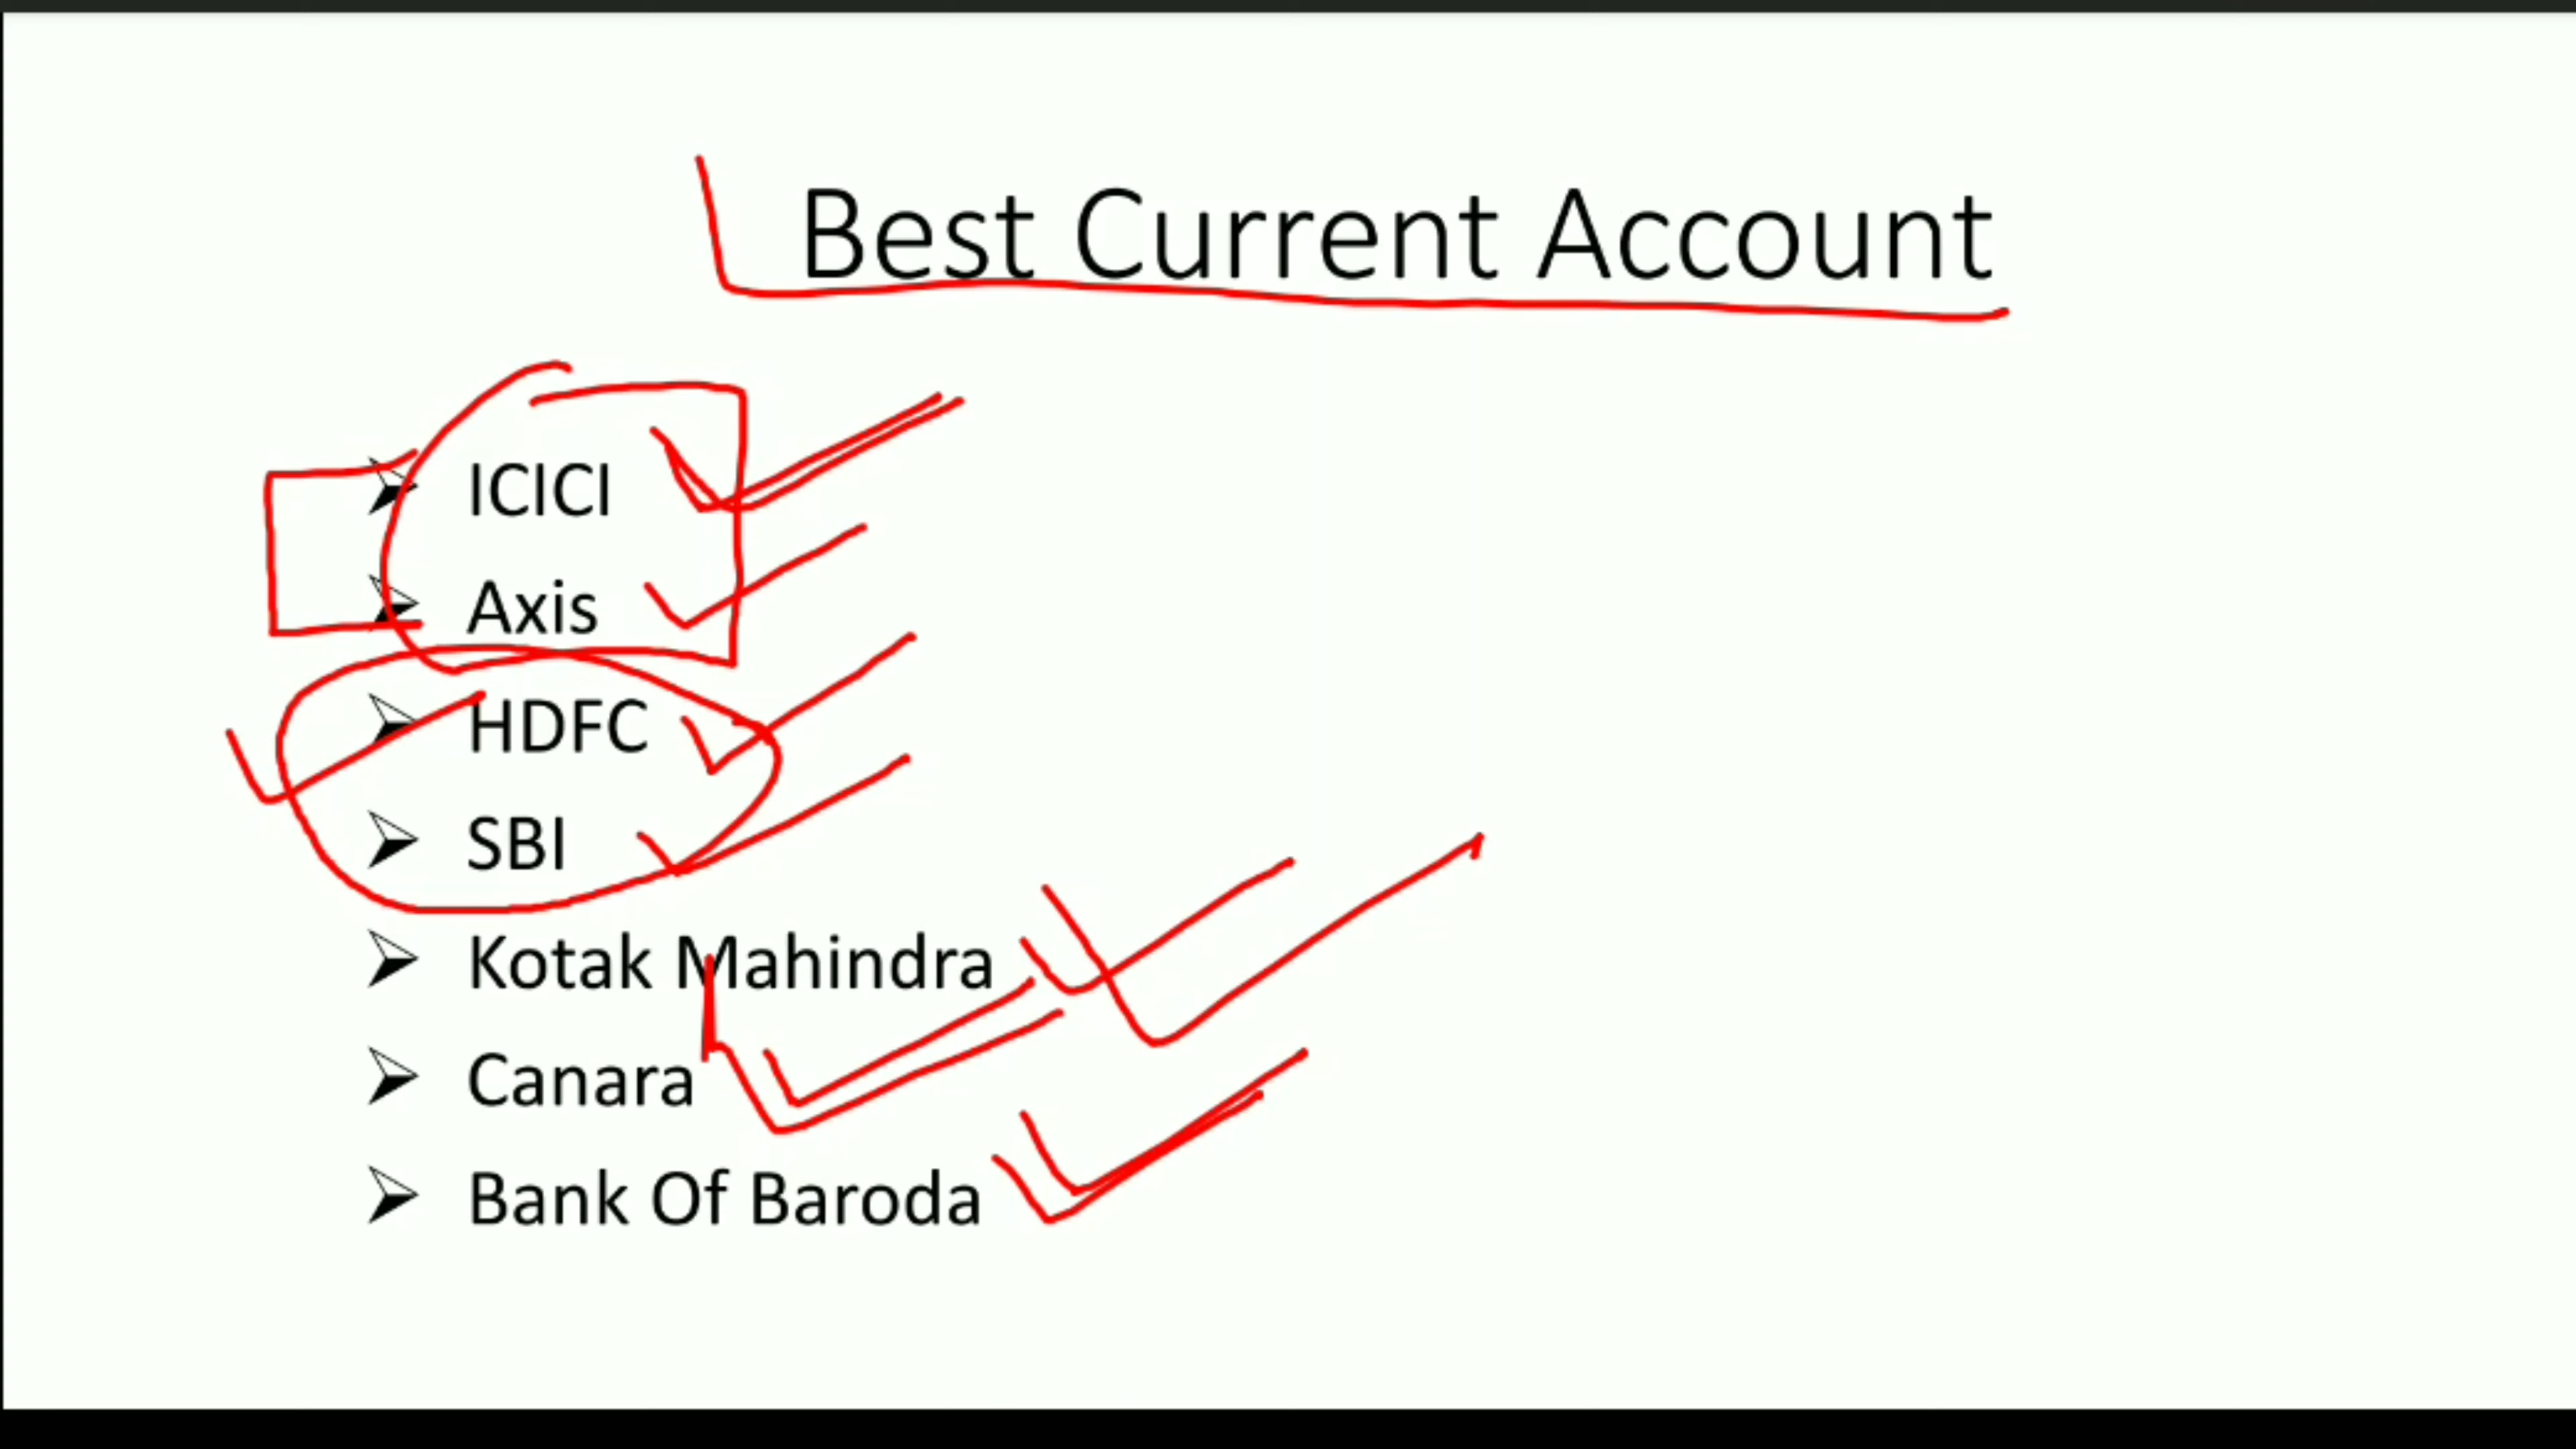 Best Current Account
ICICI
Axis
HDFC
SBI
Kotak Mahindra
Canara
Bank Of Baroda